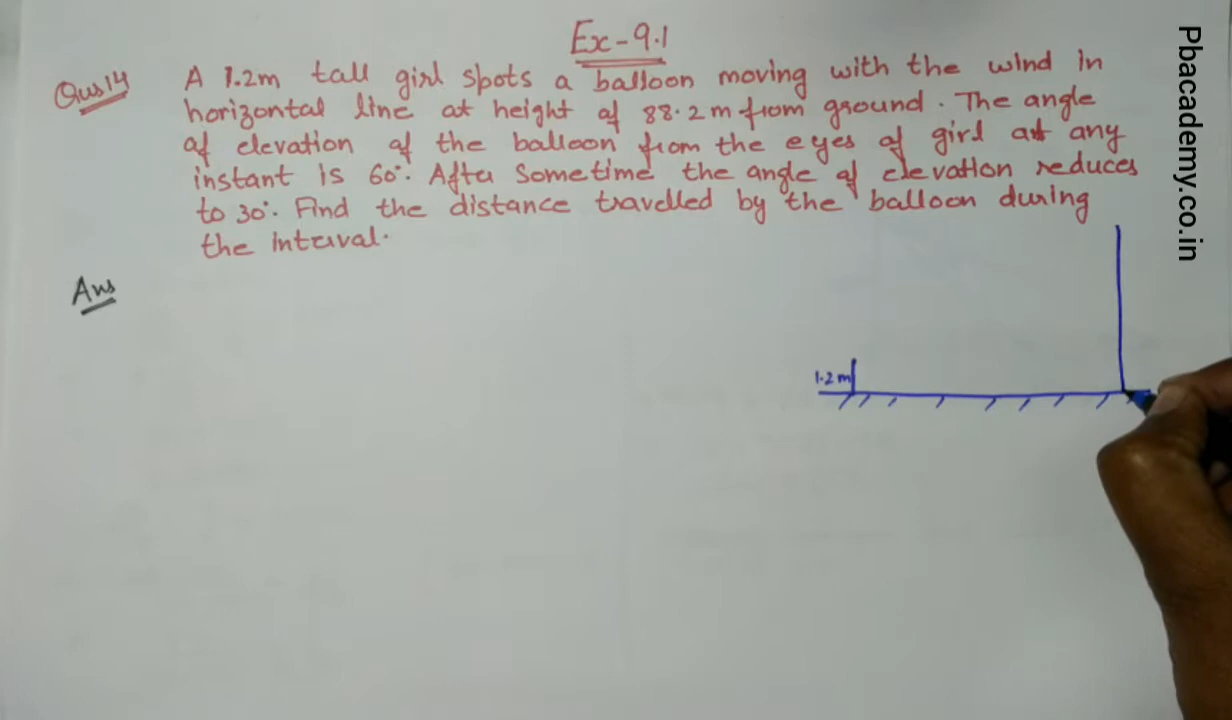 Ex-9.1
Qus14 A 1.2m tall girl spots a balloon moving with the wind in
horizontal line at height of 88.2m from ground. The angle
of elevation of the balloon from the eyes of girl at any
instant is 60°. After sometime the angle of elevation reduces
to 30°. Find the distance travelled by the balloon during
the interval.
Ans
1.2m
Pbacademy.co.in